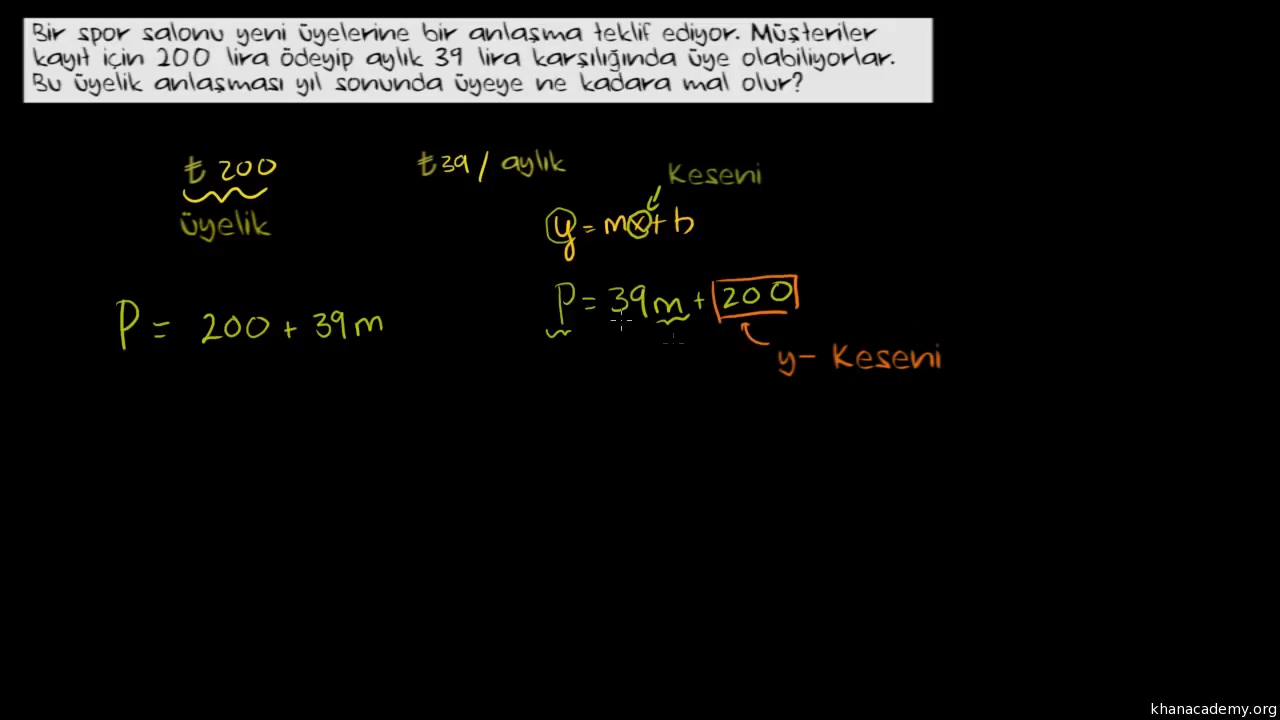 Bir spor salonu yeni üyelerine bir anlaşma teklif ediyor. Müşteriler
kayıt için 200 lira ödeyip aylık 39 lira karşılığında üye olabiliyorlar.
Bu üyelik anlaşması yıl sonunda üyeye ne kadara mal olur?
₺ 200
₺39 / aylık
Keseni
üyelik
y = mx + b
P = 39m + 200
P = 200 + 39m
y- Keseni
khanacademy.org